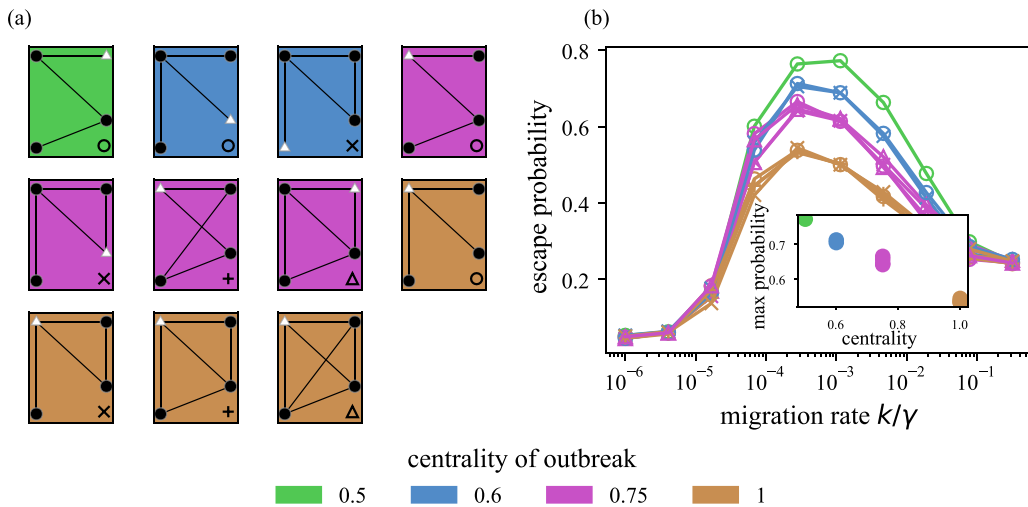 (a)
(b)
0.8
0.6
0.4
0.2
escape probability
max probability
0.7
0.6
0.6
0.8
1.0
centrality
10⁻⁶
10⁻⁵
10⁻⁴
10⁻³
10⁻²
10⁻¹
migration rate k/γ
centrality of outbreak
0.5
0.6
0.75
1